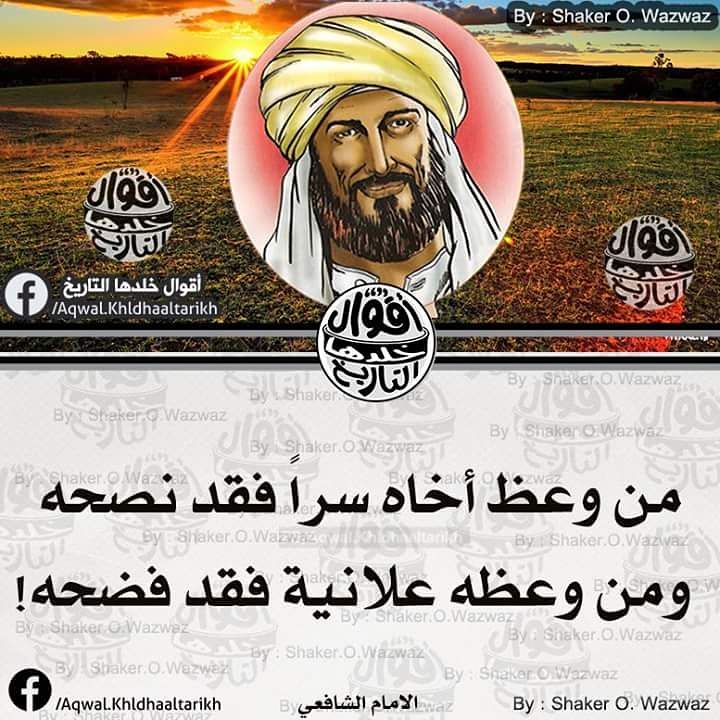 By : Shaker O. Wazwaz
أقوال
خلدها
التاريخ
أقوال خلدها التاريخ
/Aqwal.Khldhaaltarikh
من وعظ أخاه سراً فقد نصحه
ومن وعظه علانية فقد فضحه!
/Aqwal.Khldhaaltarikh
الامام الشافعي
By : Shaker O. Wazwaz